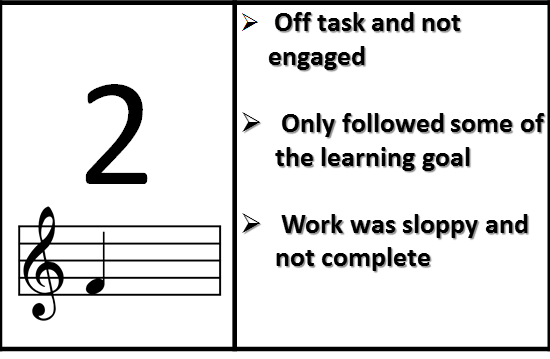 2
Off task and not
engaged
Only followed some of
the learning goal
Work was sloppy and
not complete